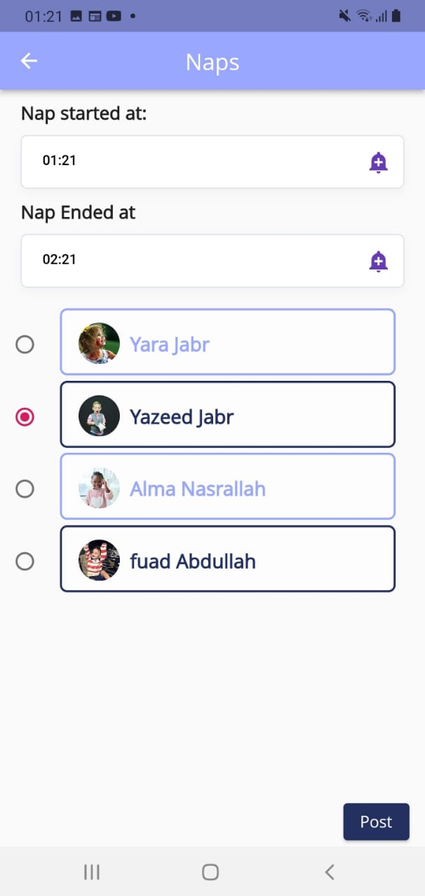 01:21
Naps
Nap started at:
01:21
Nap Ended at
02:21
Yara Jabr
Yazeed Jabr
Alma Nasrallah
fuad Abdullah
Post